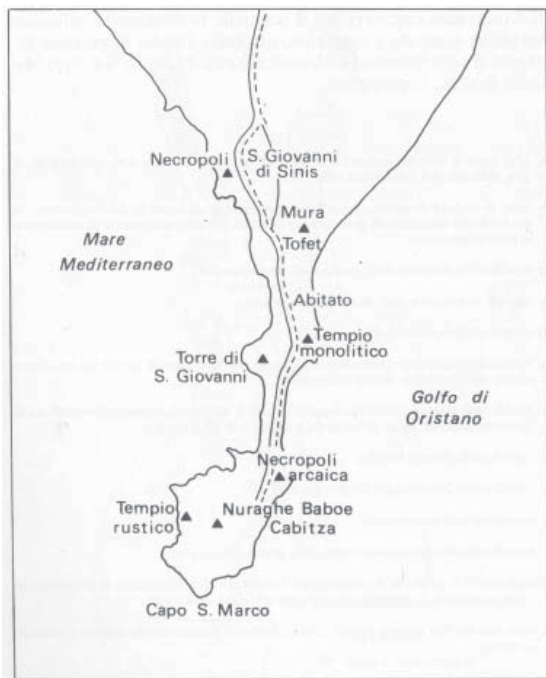 Necropoli
S. Giovanni
di Sinis
Mura
Tofet
Mare
Mediterraneo
Abitato
Tempio
monolitico
Torre di
S. Giovanni
Golfo di
Oristano
Necropoli
arcaica
Tempio
rustico
Nuraghe Baboe
Cabitza
Capo S. Marco